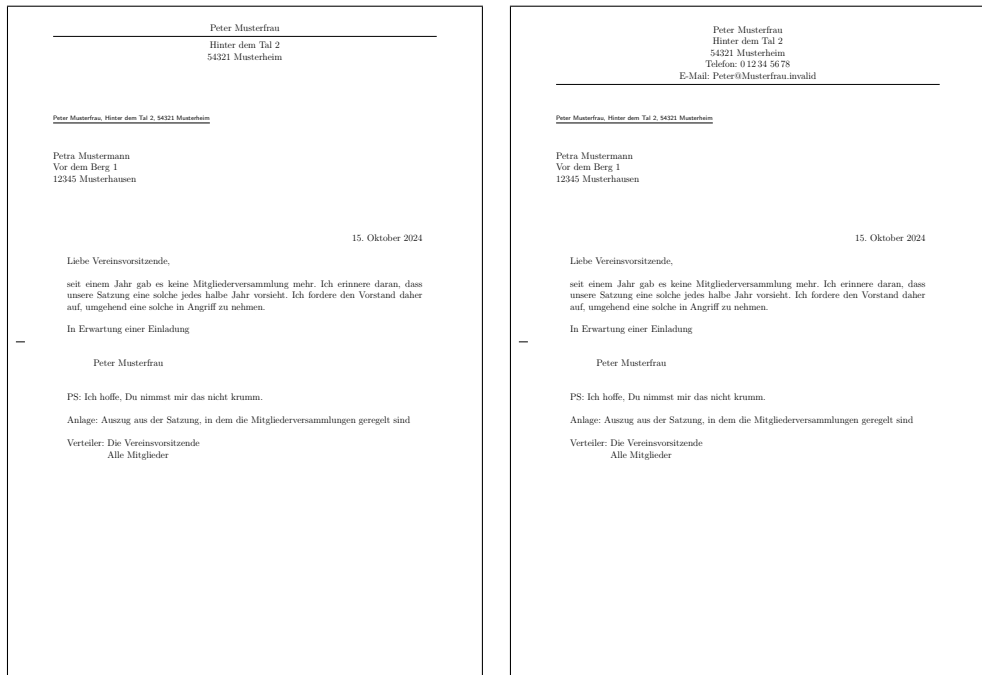 Peter Musterfrau
Hinter dem Tal 2
54321 Musterheim
Peter Musterfrau, Hinter dem Tal 2, 54321 Musterheim
Petra Mustermann
Vor dem Berg 1
12345 Musterhausen
15. Oktober 2024
Liebe Vereinsvorsitzende,
seit einem Jahr gab es keine Mitgliederversammlung mehr. Ich erinnere daran, dass
unsere Satzung eine solche jedes halbe Jahr vorsieht. Ich fordere den Vorstand daher
auf, umgehend eine solche in Angriff zu nehmen.
In Erwartung einer Einladung
Peter Musterfrau
PS: Ich hoffe, Du nimmst mir das nicht krumm.
Anlage: Auszug aus der Satzung, in dem die Mitgliederversammlungen geregelt sind
Verteiler: Die Vereinsvorsitzende
Alle Mitglieder
Peter Musterfrau
Hinter dem Tal 2
54321 Musterheim
Telefon: 0 12 34 56 78
E-Mail: Peter@Musterfrau.invalid
Peter Musterfrau, Hinter dem Tal 2, 54321 Musterheim
Petra Mustermann
Vor dem Berg 1
12345 Musterhausen
15. Oktober 2024
Liebe Vereinsvorsitzende,
seit einem Jahr gab es keine Mitgliederversammlung mehr. Ich erinnere daran, dass
unsere Satzung eine solche jedes halbe Jahr vorsieht. Ich fordere den Vorstand daher
auf, umgehend eine solche in Angriff zu nehmen.
In Erwartung einer Einladung
Peter Musterfrau
PS: Ich hoffe, Du nimmst mir das nicht krumm.
Anlage: Auszug aus der Satzung, in dem die Mitgliederversammlungen geregelt sind
Verteiler: Die Vereinsvorsitzende
Alle Mitglieder